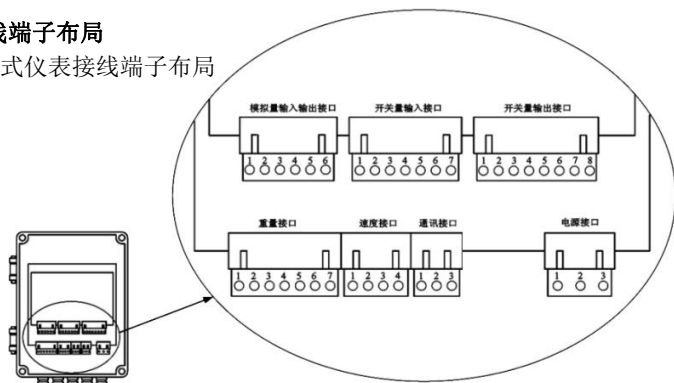 线端子布局
式仪表接线端子布局
模拟量输入输出接口 开关量输入接口 开关量输出接口
1 2 3 4 5 6 1 2 3 4 5 6 7 1 2 3 4 5 6 7 8
重量接口 速度接口 通讯接口 电源接口
1 2 3 4 5 6 7 1 2 3 4 1 2 3 1 2 3